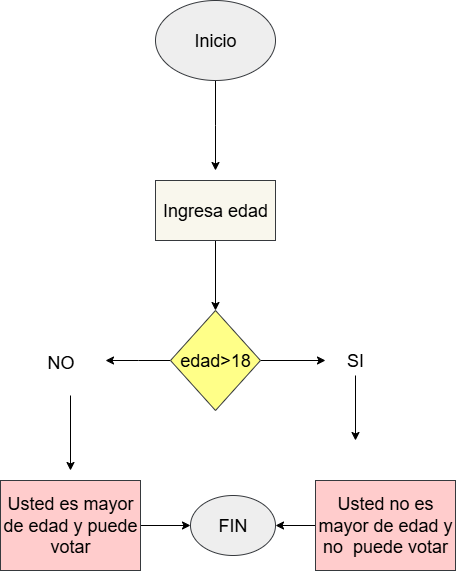 Inicio
Ingresa edad
edad>18
NO
SI
Usted es mayor
de edad y puede
votar
FIN
Usted no es
mayor de edad y
no  puede votar